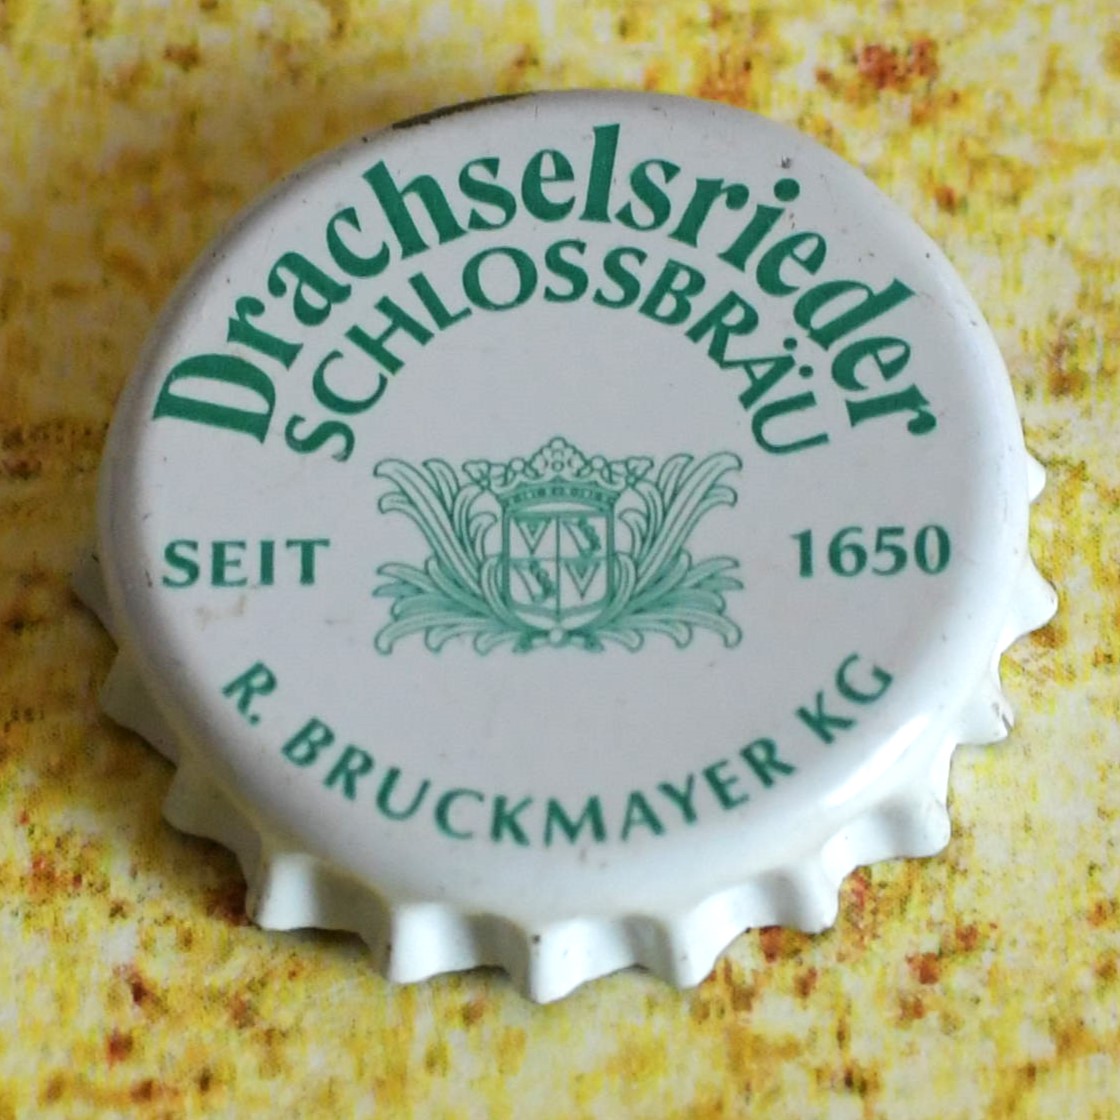 Drachselsrieder
SCHLOSSBRÄU
SEIT 1650
R. BRUCKMAYER KG